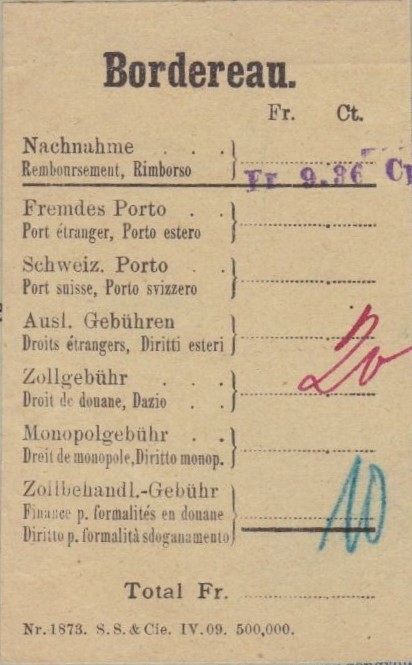 Bordereau.
Fr. Ct.
Nachnahme . . .
Remboursement, Rimborso
Fr 9.36
Fremdes Porto . .
Port étranger, Porto estero
Schweiz. Porto .
Port suisse, Porto svizzero
Ausl. Gebühren
Droits étrangers, Diritti esteri
20
Zollgebühr . . .
Droit de douane, Dazio .
Monopolgebühr . .
Droit de monopole, Diritto monop.
Zollbehandl.-Gebühr
Finance p. formalités en douane
10
Diritto p. formalità sdoganamento
Total Fr.
Nr. 1873. S. S. & Cie. IV. 09. 500,000.